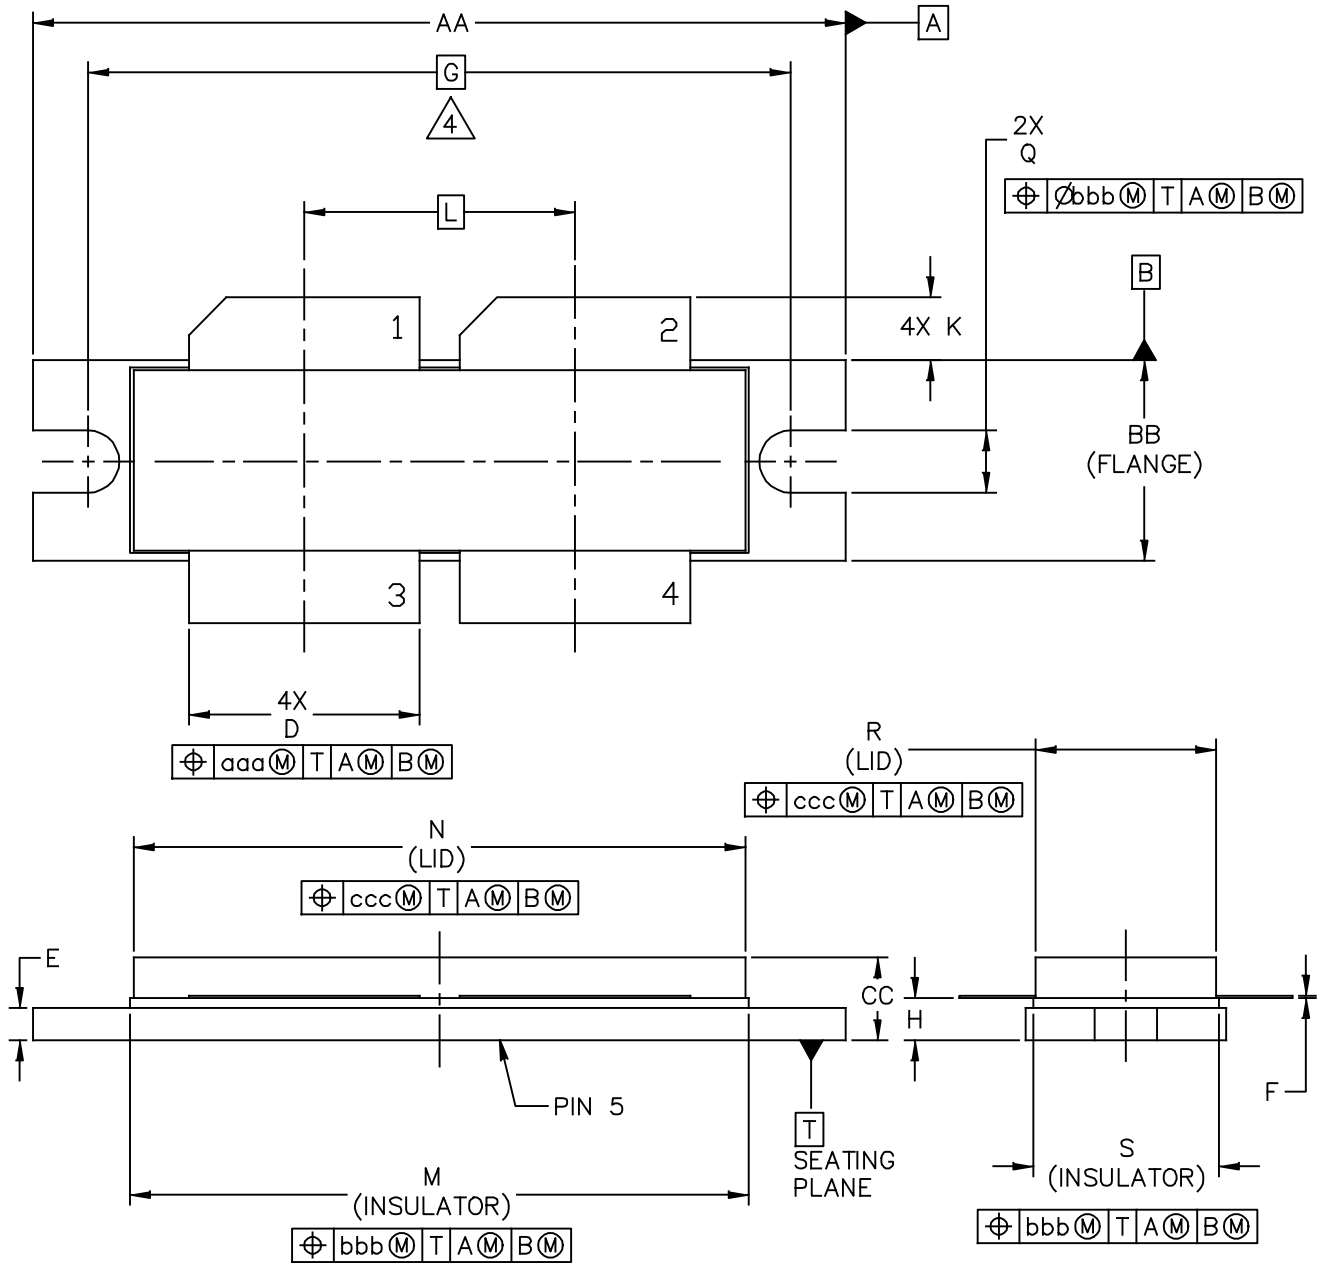 AA
A
G
4
2X
Q
⌖ Øbbb Ⓜ T A Ⓜ B Ⓜ
L
B
1
2
4X K
BB
(FLANGE)
3
4
4X
D
⌖ aaa Ⓜ T A Ⓜ B Ⓜ
R
(LID)
⌖ ccc Ⓜ T A Ⓜ B Ⓜ
N
(LID)
⌖ ccc Ⓜ T A Ⓜ B Ⓜ
E
CC
H
F
PIN 5
T
SEATING
PLANE
M
(INSULATOR)
⌖ bbb Ⓜ T A Ⓜ B Ⓜ
S
(INSULATOR)
⌖ bbb Ⓜ T A Ⓜ B Ⓜ